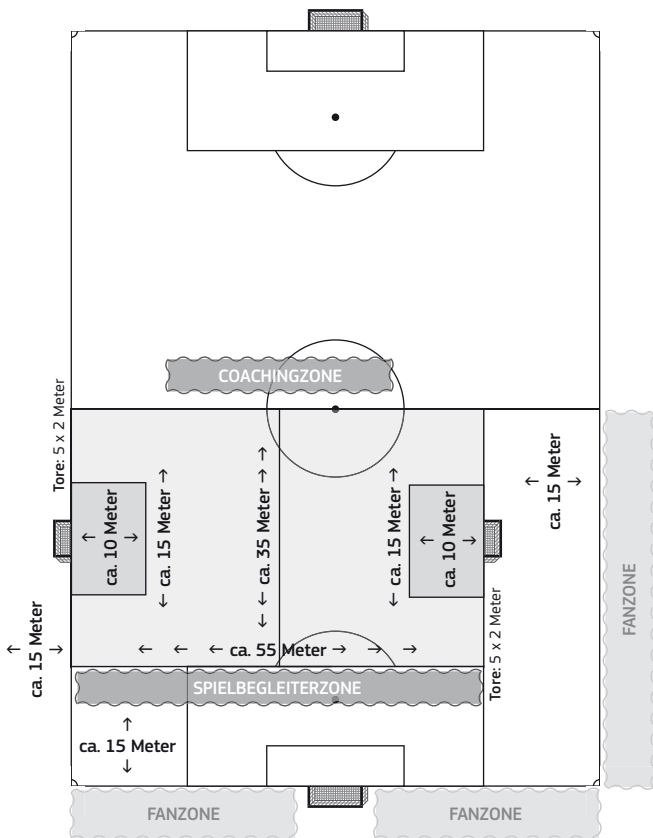 COACHINGZONE
Tore: 5 x 2 Meter
ca. 10 Meter
ca. 15 Meter
ca. 35 Meter
ca. 15 Meter
ca. 10 Meter
ca. 15 Meter
FANZONE
ca. 15 Meter
ca. 55 Meter
Tore: 5 x 2 Meter
SPIELBEGLEITERZONE
ca. 15 Meter
FANZONE
FANZONE